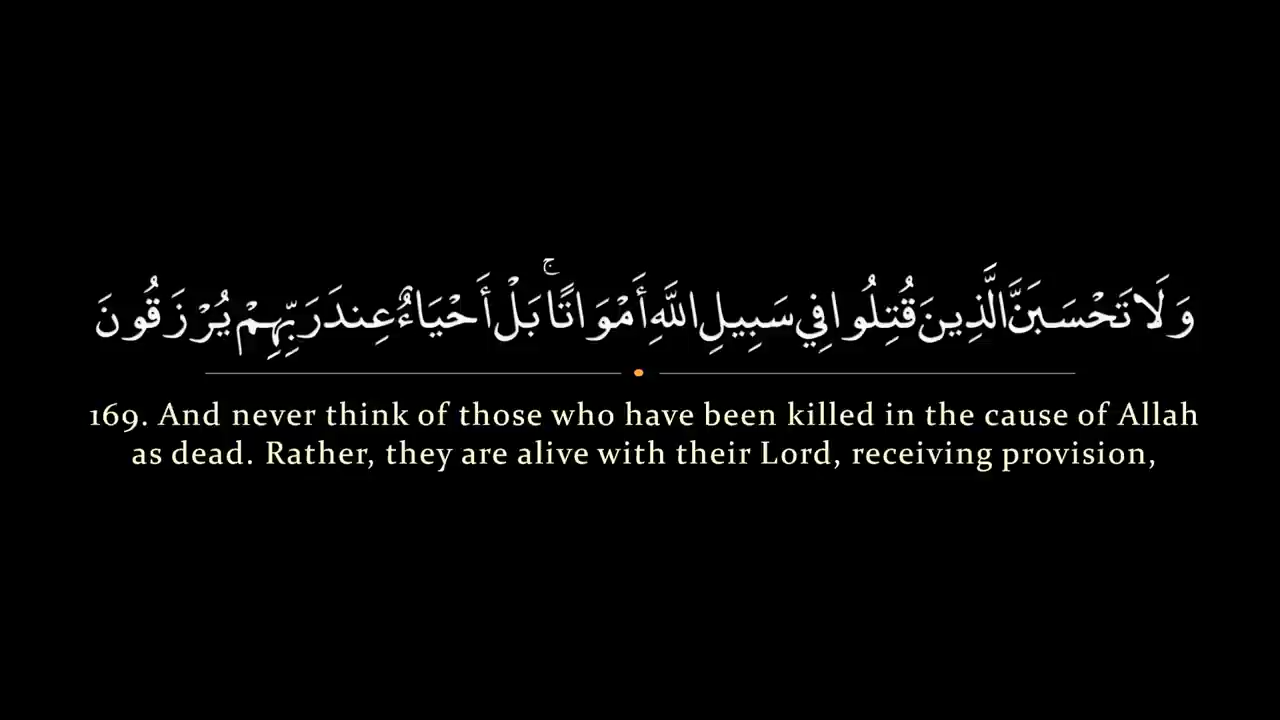 وَلَا تَحْسَبَنَّ الَّذِينَ قُتِلُوا فِي سَبِيلِ اللَّهِ أَمْوَاتًا ۚ بَلْ أَحْيَاءٌ عِندَ رَبِّهِمْ يُرْزَقُونَ
169. And never think of those who have been killed in the cause of Allah
as dead. Rather, they are alive with their Lord, receiving provision,